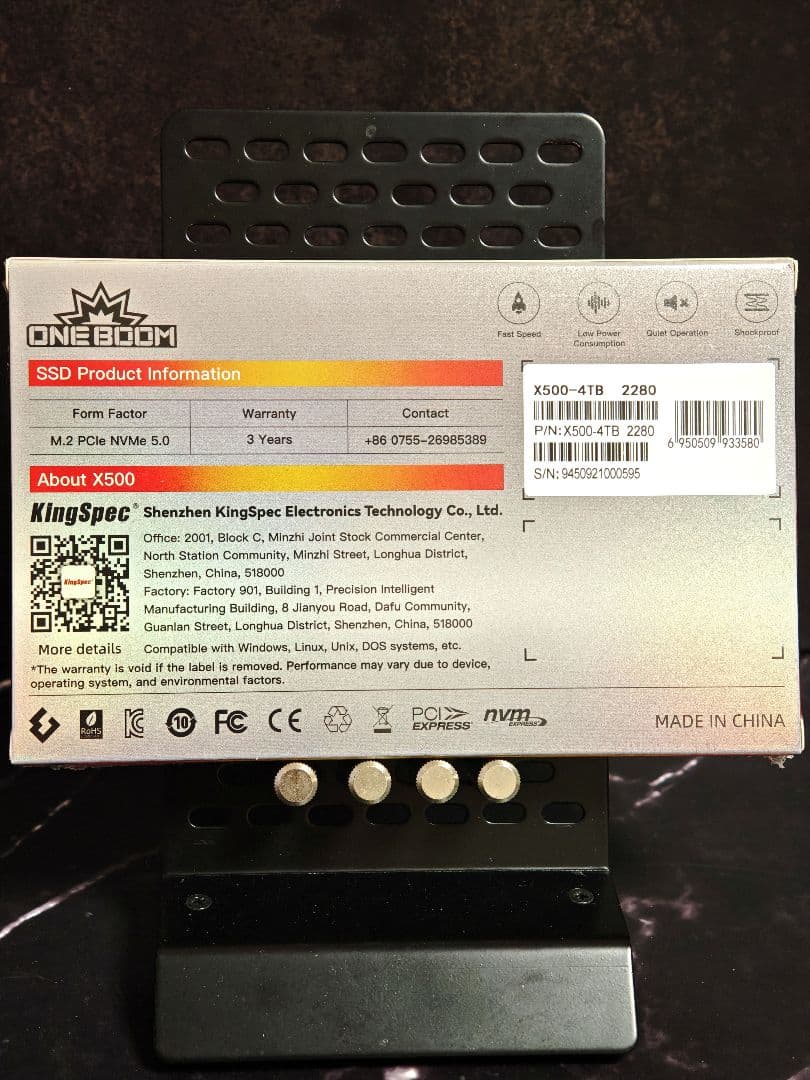 ONEBOOM
Fast Speed
Low Power
Consumption
Quiet Operation
Shockproof
SSD Product Information
Form Factor Warranty Contact
M.2 PCIe NVMe 5.0 3 Years +86 0755-26985389
X500-4TB 2280
P/N: X500-4TB 2280
S/N: 9450921000595
6 950509 933580
About X500
KingSpec® Shenzhen KingSpec Electronics Technology Co., Ltd.
Office: 2001, Block C, Minzhi Joint Stock Commercial Center,
North Station Community, Minzhi Street, Longhua District,
Shenzhen, China, 518000
Factory: Factory 901, Building 1, Precision Intelligent
Manufacturing Building, 8 Jianyou Road, Dafu Community,
Guanlan Street, Longhua District, Shenzhen, China, 518000
KingSpec
More details
Compatible with Windows, Linux, Unix, DOS systems, etc.
*The warranty is void if the label is removed. Performance may vary due to device,
operating system, and environmental factors.
RoHS
10
FC
CE
PCI
EXPRESS
nvm
EXPRESS
MADE IN CHINA